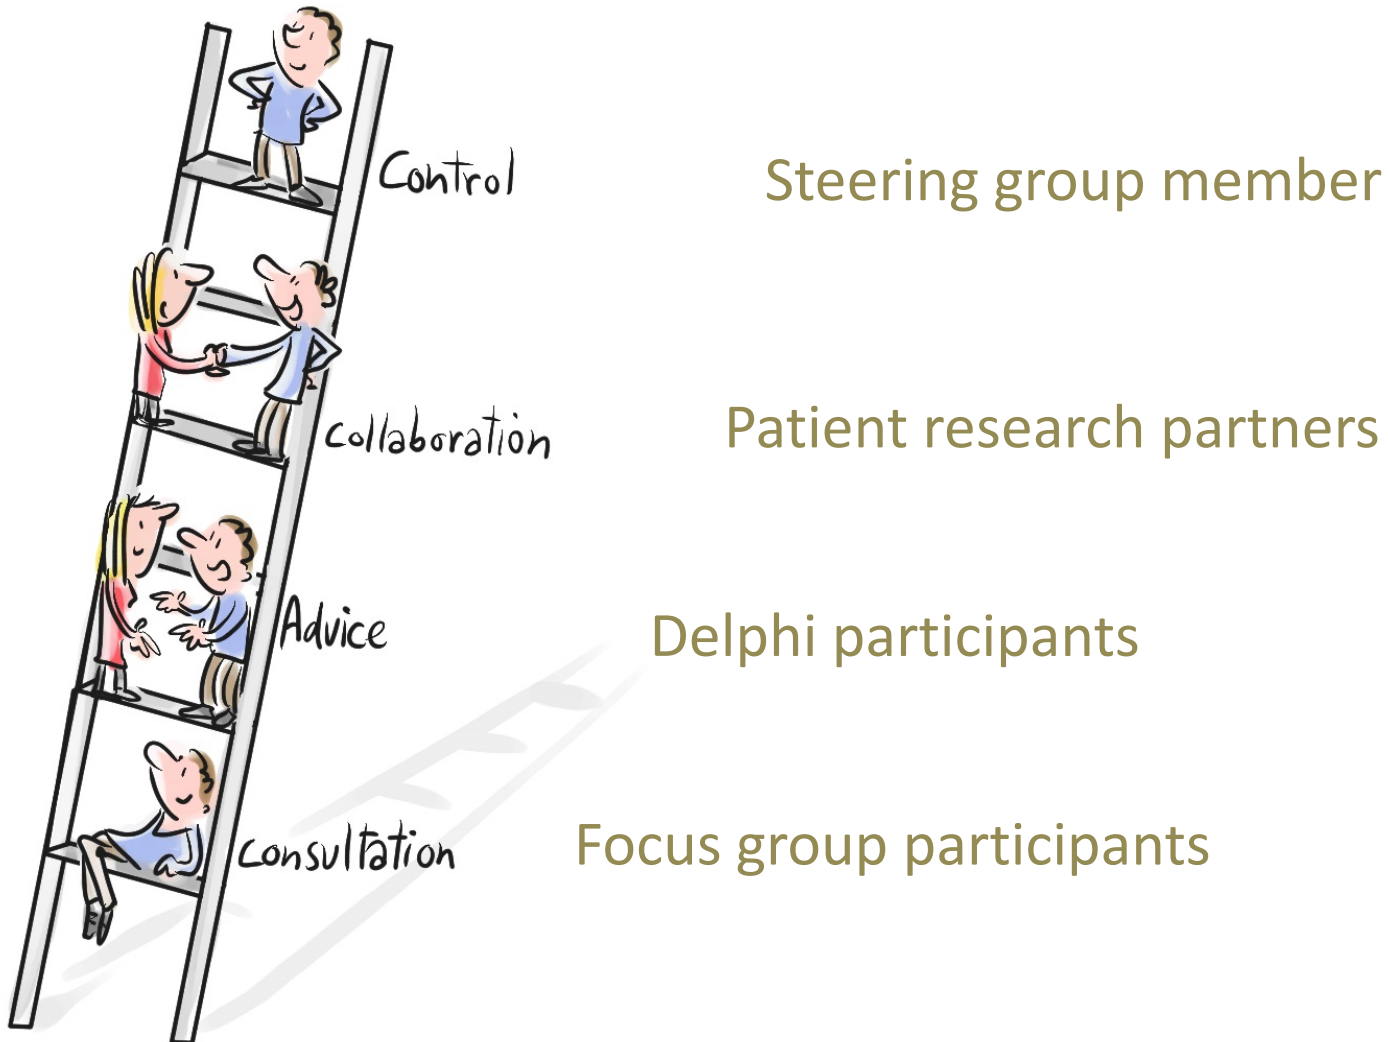 Control
Steering group member
Collaboration
Patient research partners
Advice
Delphi participants
Consultation
Focus group participants